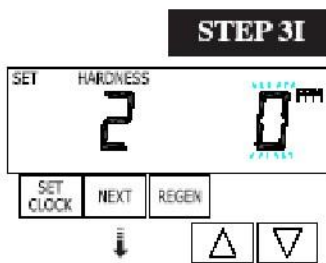 STEP 3I
SET HARDNESS
2 0 PPM
SET CLOCK NEXT REGEN